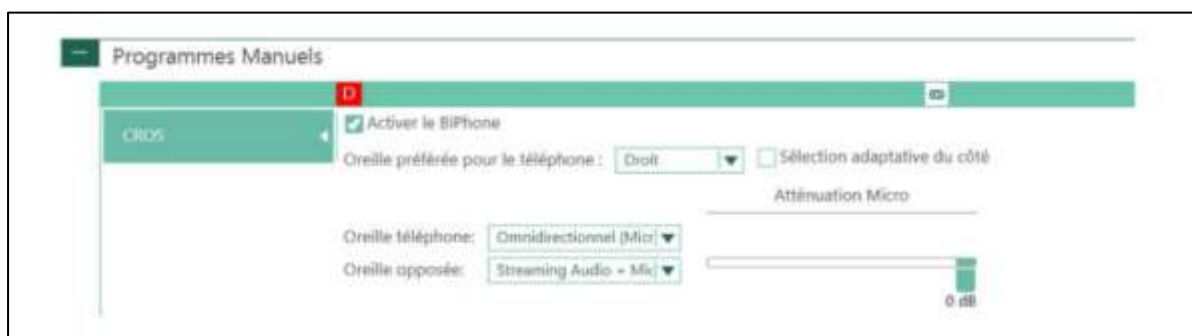 Programmes Manuels
D
CROS
Activer le BiPhone
Oreille préférée pour le téléphone : Droit Sélection adaptative du côté
Atténuation Micro
Oreille téléphone: Omnidirectionnel (Micr
Oreille opposée: Streaming Audio + Mic
0 dB